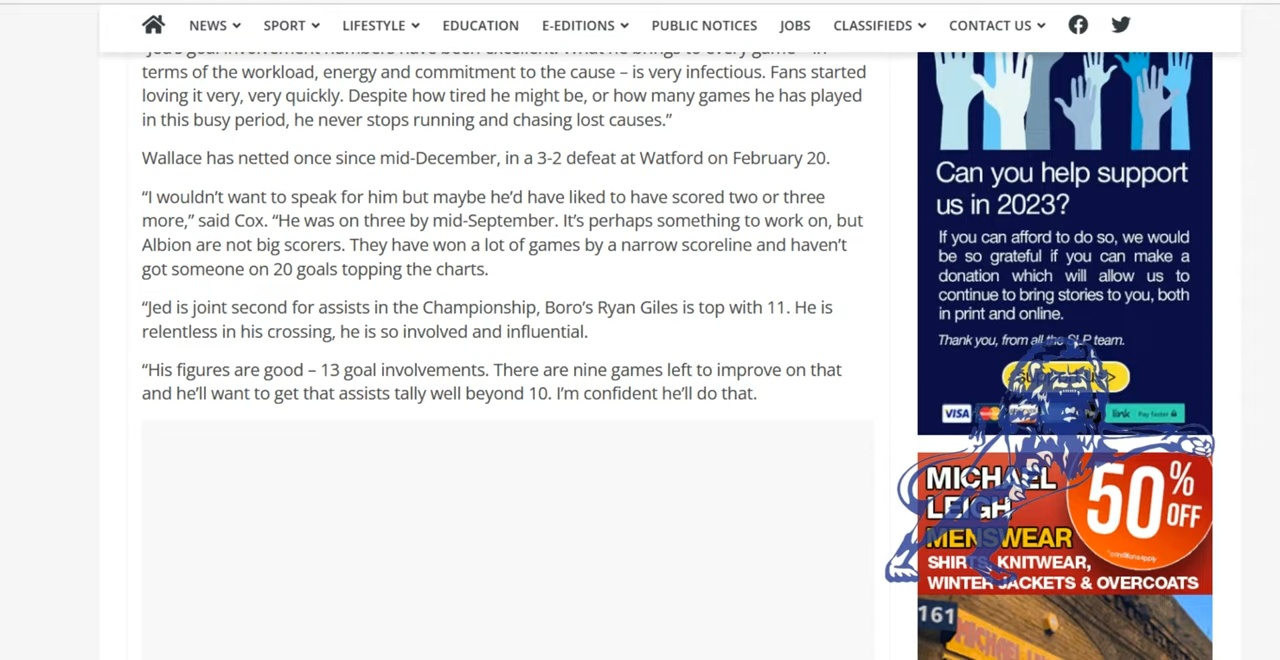 NEWS SPORT LIFESTYLE EDUCATION E-EDITIONS PUBLIC NOTICES JOBS CLASSIFIEDS CONTACT US
terms of the workload, energy and commitment to the cause – is very infectious. Fans started
loving it very, very quickly. Despite how tired he might be, or how many games he has played
in this busy period, he never stops running and chasing lost causes.”
Wallace has netted once since mid-December, in a 3-2 defeat at Watford on February 20.
“I wouldn’t want to speak for him but maybe he’d have liked to have scored two or three
more,” said Cox. “He was on three by mid-September. It’s perhaps something to work on, but
Albion are not big scorers. They have won a lot of games by a narrow scoreline and haven’t
got someone on 20 goals topping the charts.
“Jed is joint second for assists in the Championship, Boro’s Ryan Giles is top with 11. He is
relentless in his crossing, he is so involved and influential.
“His figures are good – 13 goal involvements. There are nine games left to improve on that
and he’ll want to get that assists tally well beyond 10. I’m confident he’ll do that.
Can you help support
us in 2023?
If you can afford to do so, we would
be so grateful if you can make a
donation which will allow us to
continue to bring stories to you, both
in print and online.
Thank you, from all the SLP team.
VISA
link Pay faster
MICHAEL
LEIGH
MENSWEAR
50% OFF
*conditions apply
SHIRTS, KNITWEAR,
WINTER JACKETS & OVERCOATS
161